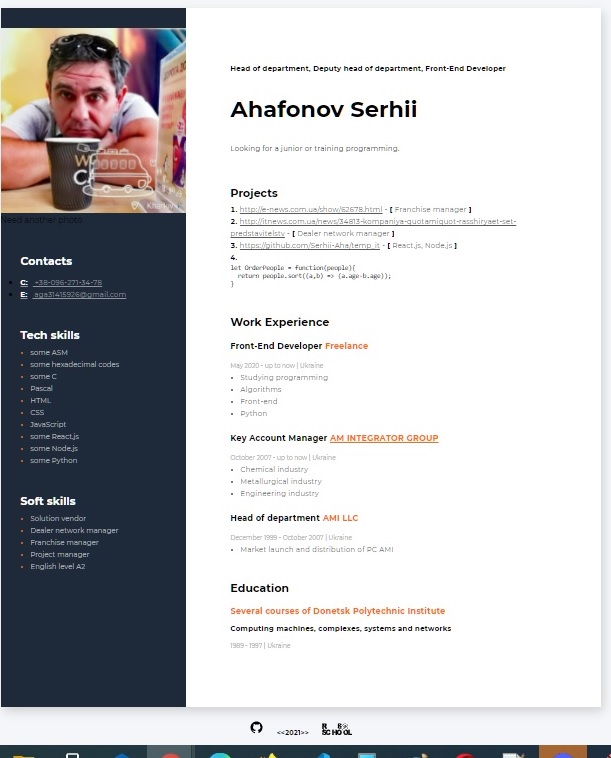 Need another photo
Contacts
C: +38-096-271-34-78
E: aga31415926@gmail.com
Tech skills
some ASM
some hexadecimal codes
some C
Pascal
HTML
CSS
JavaScript
some React.js
some Node.js
some Python
Soft skills
Solution vendor
Dealer network manager
Franchise manager
Project manager
English level A2
Head of department, Deputy head of department, Front-End Developer
Ahafonov Serhii
Looking for a junior or training programming.
Projects
1. http://e-news.com.ua/show/62678.html - [ Franchise manager ]
2. http://itnews.com.ua/news/34813-kompaniya-quotamiquot-rasshiryaet-set-
predstavitelstv - [ Dealer network manager ]
3. https://github.com/Serhii-Aha/temp_it - [ React.js, Node.js ]
4.
let OrderPeople = function(people){
return people.sort((a,b) => (a.age-b.age));
}
Work Experience
Front-End Developer Freelance
May 2020 - up to now | Ukraine
Studying programming
Algorithms
Front-end
Python
Key Account Manager AM INTEGRATOR GROUP
October 2007 - up to now | Ukraine
Chemical industry
Metallurgical industry
Engineering industry
Head of department AMI LLC
December 1999 - October 2007 | Ukraine
Market launch and distribution of PC AMI
Education
Several courses of Donetsk Polytechnic Institute
Computing machines, complexes, systems and networks
1989 - 1997 | Ukraine
<<2021>>
SCHOOL